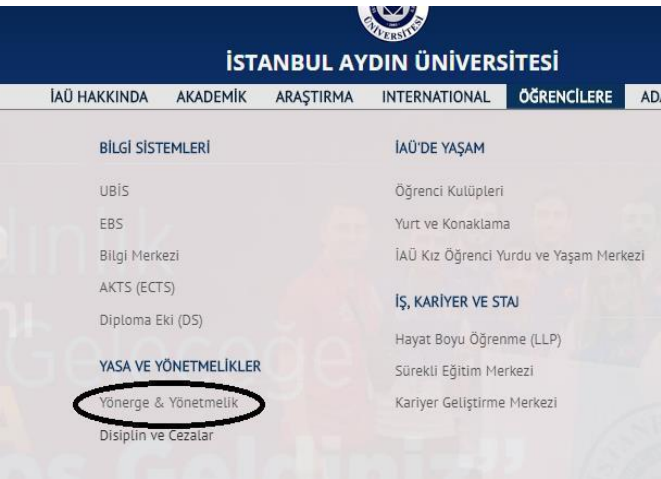 ÜNİVERSİTESİ
İSTANBUL AYDIN ÜNİVERSİTESİ
İAÜ HAKKINDA AKADEMİK ARAŞTIRMA INTERNATIONAL ÖĞRENCİLERE
BİLGİ SİSTEMLERİ
UBİS
EBS
Bilgi Merkezi
AKTS (ECTS)
Diploma Eki (DS)
YASA VE YÖNETMELİKLER
Yönerge & Yönetmelik
Disiplin ve Cezalar
İAÜ'DE YAŞAM
Öğrenci Kulüpleri
Yurt ve Konaklama
İAÜ Kız Öğrenci Yurdu ve Yaşam Merkezi
İŞ, KARİYER VE STAJ
Hayat Boyu Öğrenme (LLP)
Sürekli Eğitim Merkezi
Kariyer Geliştirme Merkezi